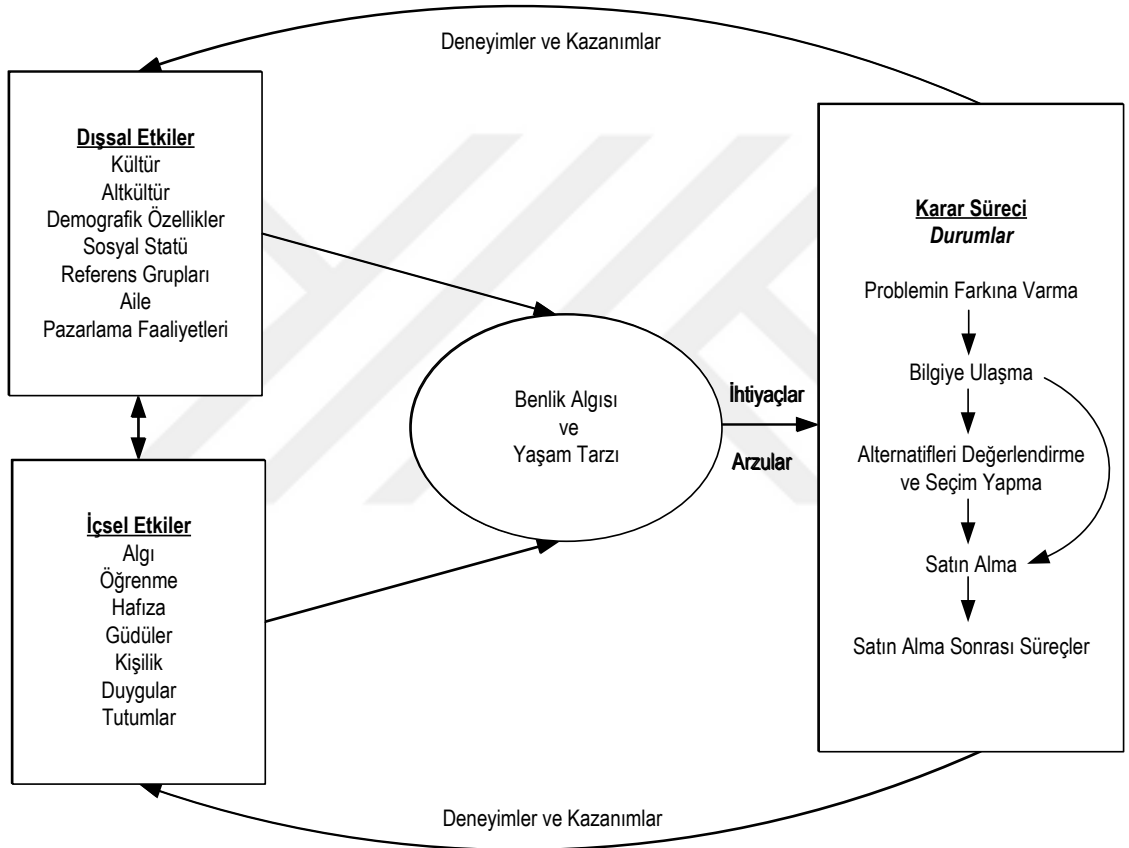 Deneyimler ve Kazanımlar
Dışsal Etkiler
Kültür
Altkültür
Demografik Özellikler
Sosyal Statü
Referens Grupları
Aile
Pazarlama Faaliyetleri
İçsel Etkiler
Algı
Öğrenme
Hafıza
Güdüler
Kişilik
Duygular
Tutumlar
Benlik Algısı
ve
Yaşam Tarzı
İhtiyaçlar
Arzular
Karar Süreci
Durumlar
Problemin Farkına Varma
Bilgiye Ulaşma
Alternatifleri Değerlendirme
ve Seçim Yapma
Satın Alma
Satın Alma Sonrası Süreçler
Deneyimler ve Kazanımlar